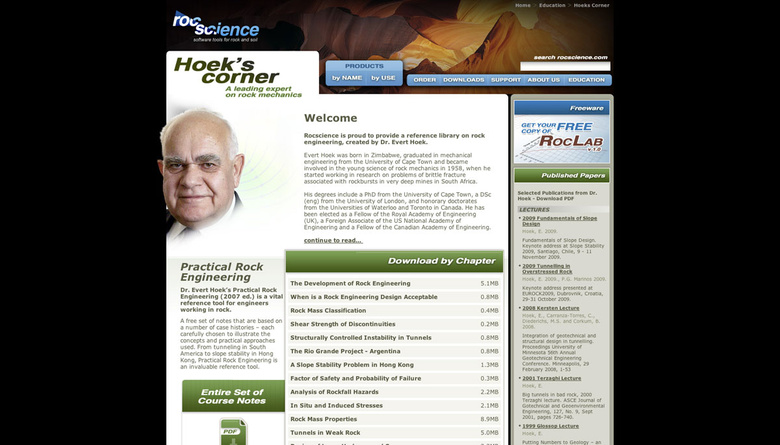 Home > Education > Hoeks Corner
rocscience
software tools for rock and soil
search rocscience.com
Hoek's
corner
A leading expert
on rock mechanics
PRODUCTS
by NAME | by USE
ORDER DOWNLOADS SUPPORT ABOUT US EDUCATION
Welcome
Rocscience is proud to provide a reference library on rock
engineering, created by Dr. Evert Hoek.
Evert Hoek was born in Zimbabwe, graduated in mechanical
engineering from the University of Cape Town and became
involved in the young science of rock mechanics in 1958, when he
started working in research on problems of brittle fracture
associated with rockbursts in very deep mines in South Africa.
His degrees include a PhD from the University of Cape Town, a DSc
(eng) from the University of London, and honorary doctorates
from the Universities of Waterloo and Toronto in Canada. He has
been elected as a Fellow of the Royal Academy of Engineering
(UK), a Foreign Associate of the US National Academy of
Engineering and a Fellow of the Canadian Academy of Engineering.
continue to read...
Practical Rock
Engineering
Dr. Evert Hoek's Practical Rock
Engineering (2007 ed.) is a vital
reference tool for engineers
working in rock.
A free set of notes that are based on
a number of case histories – each
carefully chosen to illustrate the
concepts and practical approaches
used. From tunneling in South
America to slope stability in Hong
Kong, Practical Rock Engineering is
an invaluable reference tool.
Entire Set of
Course Notes
PDF
Download by Chapter
The Development of Rock Engineering 5.1MB
When is a Rock Engineering Design Acceptable 0.8MB
Rock Mass Classification 0.4MB
Shear Strength of Discontinuities 0.2MB
Structurally Controlled Instability in Tunnels 0.8MB
The Rio Grande Project - Argentina 0.8MB
A Slope Stability Problem in Hong Kong 1.3MB
Factor of Safety and Probability of Failure 0.3MB
Analysis of Rockfall Hazards 2.2MB
In Situ and Induced Stresses 2.1MB
Rock Mass Properties 8.9MB
Tunnels in Weak Rock 5.0MB
Freeware
GET YOUR FREE
COPY OF
ROCLAB
v.1.0
Published Papers
Selected Publications from Dr.
Hoek - Download PDF
LECTURES
2009 Fundamentals of Slope
Design
Hoek, E. 2009.
Fundamentals of Slope Design.
Keynote address at Slope Stability
2009, Santiago, Chile, 9 - 11
November 2009.
2009 Tunnelling in
Overstressed Rock
Hoek, E. 2009., P.G. Marinos 2009.
Keynote address presented at
EUROCK2009, Dubrovnik, Croatia,
29-31 October 2009.
2008 Kersten Lecture
Hoek, E., Carranza-Torres, C.,
Diederichs, M.S. and Corkum, B.
2008.
Integration of geotechnical and
structural design in tunnelling.
Proceedings University of
Minnesota 56th Annual
Geotechnical Engineering
Conference. Minneapolis, 29
February 2008, 1-53
2001 Terzaghi Lecture
Hoek, E.
Big tunnels in bad rock, 2000
Terzaghi lecture. ASCE Journal of
Geotechnical and Geoenvironmental
Engineering, 127, No. 9, Sept
2001, pages 726-740.
1999 Glossop Lecture
Hoek, E.
Putting Numbers to Geology – an